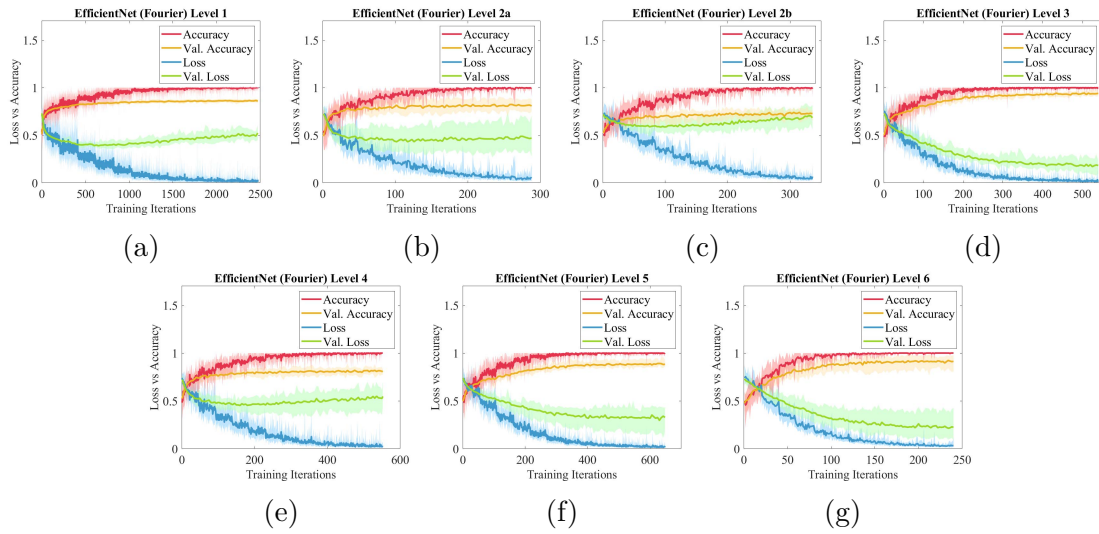 EfficientNet (Fourier) Level 1
1.5
1
0.5
0
Loss vs Accuracy
Accuracy
Val. Accuracy
Loss
Val. Loss
0 500 1000 1500 2000 2500
Training Iterations
(a)
EfficientNet (Fourier) Level 2a
1.5
1
0.5
0
Loss vs Accuracy
Accuracy
Val. Accuracy
Loss
Val. Loss
0 100 200 300
Training Iterations
(b)
EfficientNet (Fourier) Level 2b
1.5
1
0.5
0
Loss vs Accuracy
Accuracy
Val. Accuracy
Loss
Val. Loss
0 100 200 300
Training Iterations
(c)
EfficientNet (Fourier) Level 3
1.5
1
0.5
0
Loss vs Accuracy
Accuracy
Val. Accuracy
Loss
Val. Loss
0 100 200 300 400 500
Training Iterations
(d)
EfficientNet (Fourier) Level 4
1.5
1
0.5
0
Loss vs Accuracy
Accuracy
Val. Accuracy
Loss
Val. Loss
0 200 400 600
Training Iterations
(e)
EfficientNet (Fourier) Level 5
1.5
1
0.5
0
Loss vs Accuracy
Accuracy
Val. Accuracy
Loss
Val. Loss
0 200 400 600
Training Iterations
(f)
EfficientNet (Fourier) Level 6
1.5
1
0.5
0
Loss vs Accuracy
Accuracy
Val. Accuracy
Loss
Val. Loss
0 50 100 150 200 250
Training Iterations
(g)